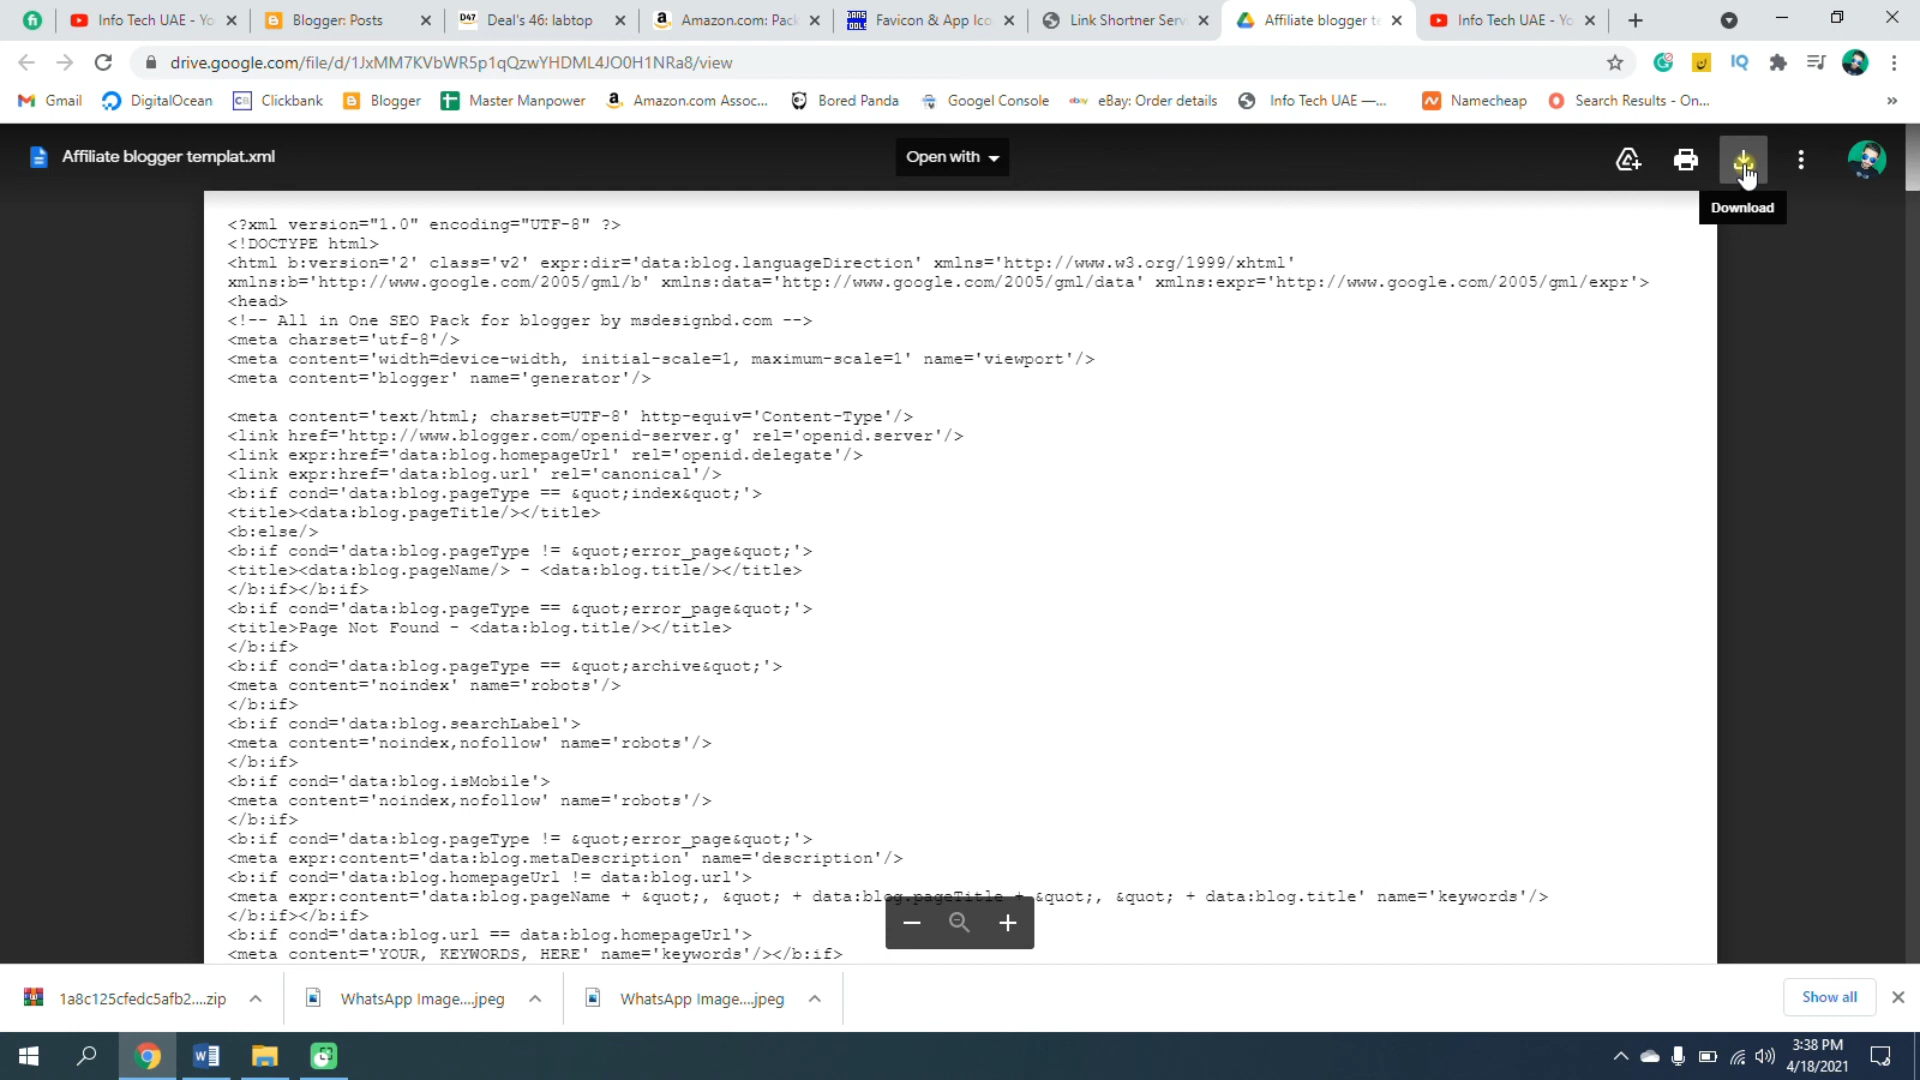 Info Tech UAE - Yo
Blogger: Posts
D47 Deal's 46: labtop
Amazon.com: Pack
Favicon & App Ico
Link Shortner Serv
Affiliate blogger te
Info Tech UAE - Yo
drive.google.com/file/d/1JxMM7KVbWR5p1qQzwYHDML4JO0H1NRa8/view
Gmail
DigitalOcean
CB Clickbank
Blogger
Master Manpower
Amazon.com Assoc...
Bored Panda
Googel Console
eBay: Order details
Info Tech UAE —...
Namecheap
Search Results - On...
Affiliate blogger templat.xml
Open with
Download
<?xml version="1.0" encoding="UTF-8" ?>
<!DOCTYPE html>
<html b:version='2' class='v2' expr:dir='data:blog.languageDirection' xmlns='http://www.w3.org/1999/xhtml'
xmlns:b='http://www.google.com/2005/gml/b' xmlns:data='http://www.google.com/2005/gml/data' xmlns:expr='http://www.google.com/2005/gml/expr'>
<head>
<!-- All in One SEO Pack for blogger by msdesignbd.com -->
<meta charset='utf-8'/>
<meta content='width=device-width, initial-scale=1, maximum-scale=1' name='viewport'/>
<meta content='blogger' name='generator'/>
<meta content='text/html; charset=UTF-8' http-equiv='Content-Type'/>
<link href='http://www.blogger.com/openid-server.g' rel='openid.server'/>
<link expr:href='data:blog.homepageUrl' rel='openid.delegate'/>
<link expr:href='data:blog.url' rel='canonical'/>
<b:if cond='data:blog.pageType == &quot;index&quot;'>
<title><data:blog.pageTitle/></title>
<b:else/>
<b:if cond='data:blog.pageType != &quot;error_page&quot;'>
<title><data:blog.pageName/> - <data:blog.title/></title>
</b:if></b:if>
<b:if cond='data:blog.pageType == &quot;error_page&quot;'>
<title>Page Not Found - <data:blog.title/></title>
</b:if>
<b:if cond='data:blog.pageType == &quot;archive&quot;'>
<meta content='noindex' name='robots'/>
</b:if>
<b:if cond='data:blog.searchLabel'>
<meta content='noindex,nofollow' name='robots'/>
</b:if>
<b:if cond='data:blog.isMobile'>
<meta content='noindex,nofollow' name='robots'/>
</b:if>
<b:if cond='data:blog.pageType != &quot;error_page&quot;'>
<meta expr:content='data:blog.metaDescription' name='description'/>
<b:if cond='data:blog.homepageUrl != data:blog.url'>
<meta expr:content='data:blog.pageName + &quot;, &quot; + data:blog.pageTitle + &quot;, &quot; + data:blog.title' name='keywords'/>
</b:if></b:if>
<b:if cond='data:blog.url == data:blog.homepageUrl'>
<meta content='YOUR, KEYWORDS, HERE' name='keywords'/></b:if>
1a8c125cfedc5afb2....zip
WhatsApp Image....jpeg
WhatsApp Image....jpeg
Show all
3:38 PM
4/18/2021